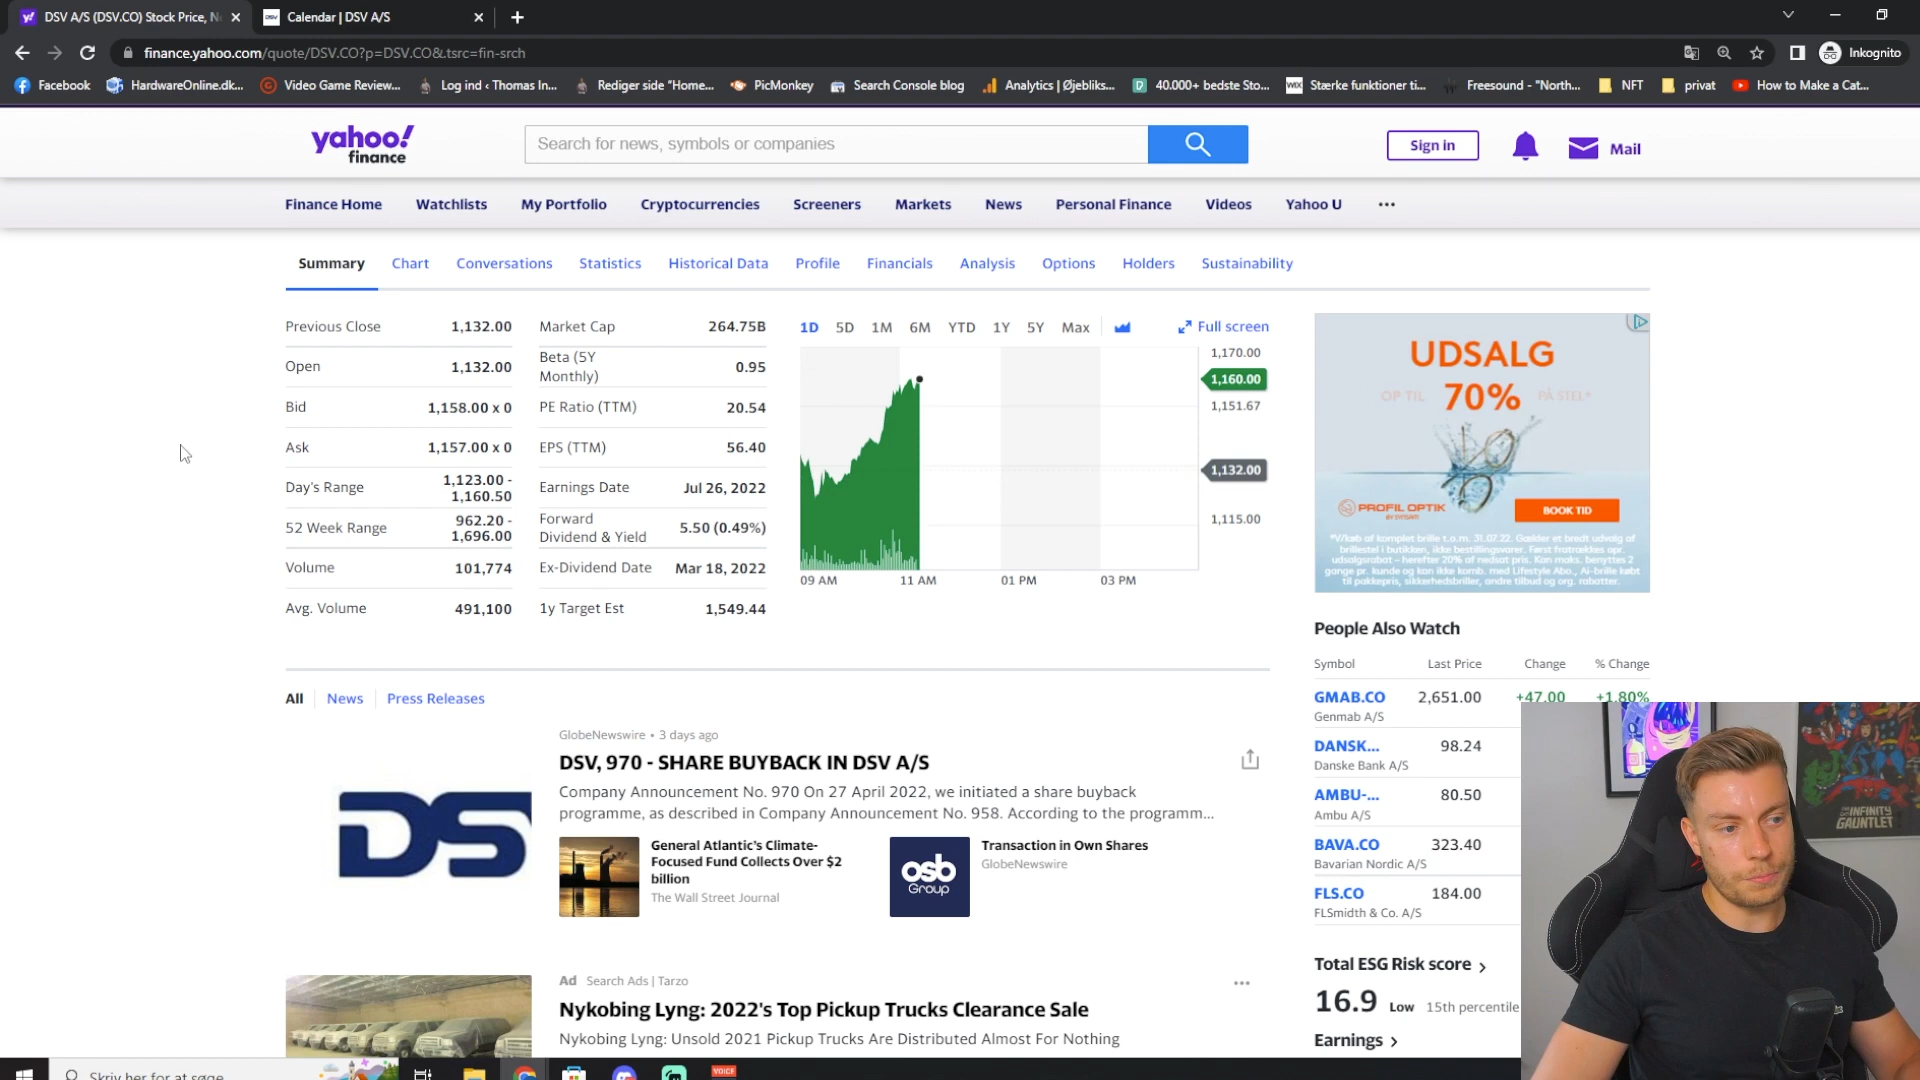 DSV A/S (DSV.CO) Stock Price, N
Calendar | DSV A/S
finance.yahoo.com/quote/DSV.CO?p=DSV.CO&.tsrc=fin-srch
Inkognito
Facebook
HardwareOnline.dk...
Video Game Review...
Log ind ‹ Thomas In...
Rediger side "Home...
PicMonkey
Search Console blog
Analytics | Øjebliks...
40.000+ bedste Sto...
WIX
Stærke funktioner ti...
Freesound - "North...
NFT
privat
How to Make a Cat...
yahoo!
finance
Search for news, symbols or companies
Sign in
Mail
Finance Home
Watchlists
My Portfolio
Cryptocurrencies
Screeners
Markets
News
Personal Finance
Videos
Yahoo U
Summary
Chart
Conversations
Statistics
Historical Data
Profile
Financials
Analysis
Options
Holders
Sustainability
Previous Close 1,132.00
Open 1,132.00
Bid 1,158.00 x 0
Ask 1,157.00 x 0
Day's Range 1,123.00 -
1,160.50
52 Week Range 962.20 -
1,696.00
Volume 101,774
Avg. Volume 491,100
Market Cap 264.75B
Beta (5Y
Monthly) 0.95
PE Ratio (TTM) 20.54
EPS (TTM) 56.40
Earnings Date Jul 26, 2022
Forward
Dividend & Yield 5.50 (0.49%)
Ex-Dividend Date Mar 18, 2022
1y Target Est 1,549.44
1D 5D 1M 6M YTD 1Y 5Y Max
Full screen
1,170.00
1,160.00
1,151.67
1,132.00
1,115.00
09 AM 11 AM 01 PM 03 PM
UDSALG
OP TIL 70% PÅ STEL*
PROFIL OPTIK
BOOK TID
People Also Watch
Symbol Last Price Change % Change
GMAB.CO 2,651.00 +47.00 +1.80%
Genmab A/S
DANSK... 98.24
Danske Bank A/S
AMBU-... 80.50
Ambu A/S
BAVA.CO 323.40
Bavarian Nordic A/S
FLS.CO 184.00
FLSmidth & Co. A/S
Total ESG Risk score
16.9 Low 15th percentile
Earnings
All
News
Press Releases
GlobeNewswire • 3 days ago
DSV, 970 - SHARE BUYBACK IN DSV A/S
Company Announcement No. 970 On 27 April 2022, we initiated a share buyback
programme, as described in Company Announcement No. 958. According to the programm...
DS
General Atlantic's Climate-
Focused Fund Collects Over $2
billion
The Wall Street Journal
osb
Group
Transaction in Own Shares
GlobeNewswire
Ad Search Ads | Tarzo
Nykobing Lyng: 2022's Top Pickup Trucks Clearance Sale
Nykobing Lyng: Unsold 2021 Pickup Trucks Are Distributed Almost For Nothing
INFINITY
GAUNTLET
Skriv her for at søge
VOICE